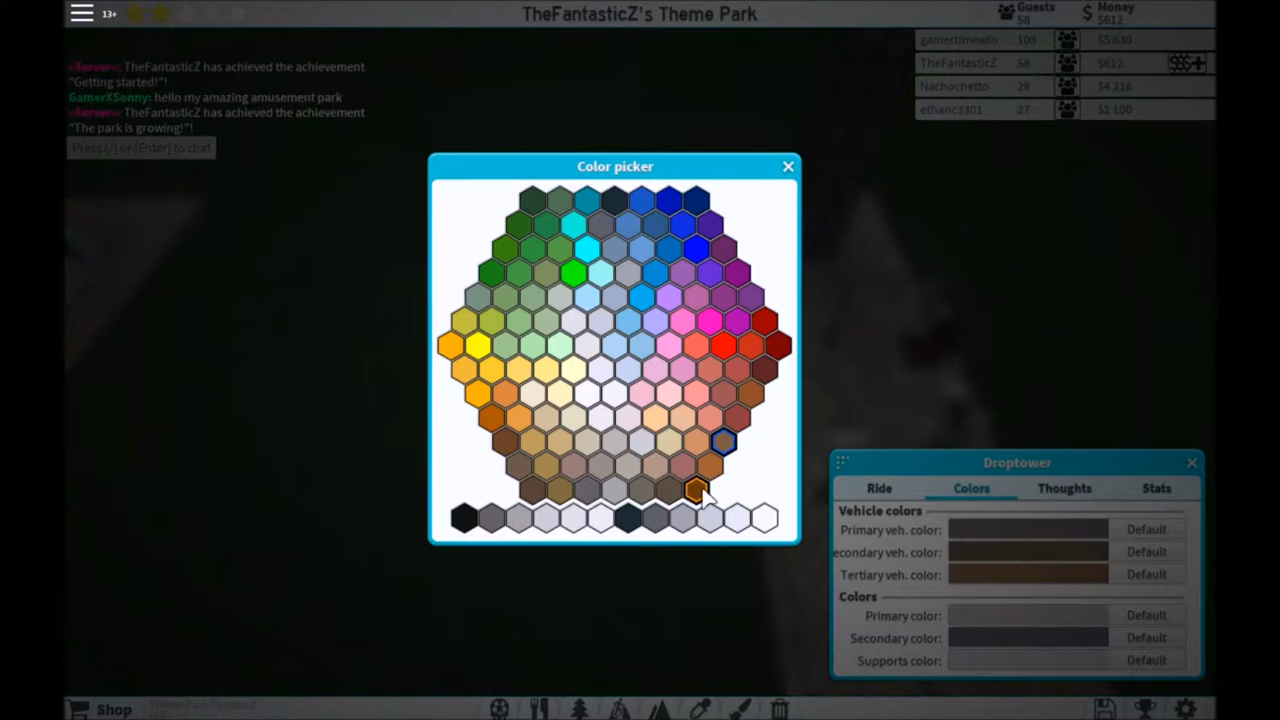 13+
TheFantasticZ's Theme Park
Guests
58
Money
$612
gamertimewin 109 $5 030
TheFantasticZ 58 $612 $$$+
Nachochetto 26 $4 218
ethanc3301 27 $2 100
«Server»: TheFantasticZ has achieved the achievement
"Getting started!"!
GamerXSonny: hello my amazing amusement park
«Server»: TheFantasticZ has achieved the achievement
"The park is growing!"!
Press [/] or [Enter] to chat
Color picker
Droptower
Ride Colors Thoughts Stats
Vehicle colors
Primary veh. color: Default
econdary veh. color: Default
Tertiary veh. color: Default
Colors
Primary color: Default
Secondary color: Default
Supports color: Default
Shop